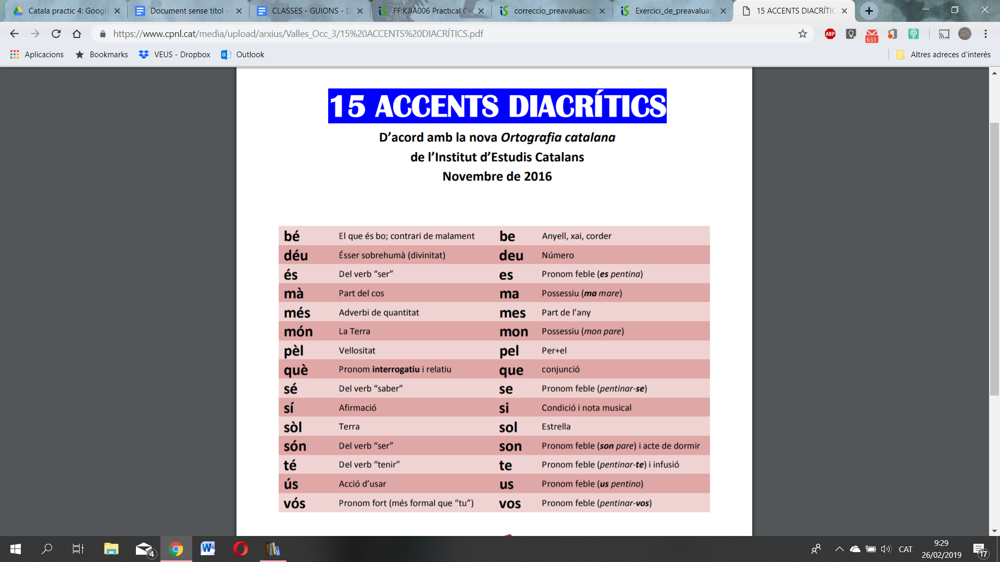 Catala practic 4: Google
Document sense títol -
CLASSES - GUIONS - D
FF:KJIA006 Practical Ca
correccio_preavaluacio
Exercici_de_preavaluaci
15 ACCENTS DIACRÍTIC
https://www.cpnl.cat/media/upload/arxius/Valles_Occ_3/15%20ACCENTS%20DIACRÍTICS.pdf
ABP
633
Aplicacions
Bookmarks
VEUS - Dropbox
Outlook
Altres adreces d'interès
15 ACCENTS DIACRÍTICS
D’acord amb la nova Ortografia catalana
de l’Institut d’Estudis Catalans
Novembre de 2016
bé El que és bo; contrari de malament be Anyell, xai, corder
déu Ésser sobrehumà (divinitat) deu Número
és Del verb “ser” es Pronom feble (es pentina)
mà Part del cos ma Possessiu (ma mare)
més Adverbi de quantitat mes Part de l’any
món La Terra mon Possessiu (mon pare)
pèl Vellositat pel Per+el
què Pronom interrogatiu i relatiu que conjunció
sé Del verb “saber” se Pronom feble (pentinar-se)
sí Afirmació si Condició i nota musical
sòl Terra sol Estrella
són Del verb “ser” son Pronom feble (son pare) i acte de dormir
té Del verb “tenir” te Pronom feble (pentinar-te) i infusió
ús Acció d’usar us Pronom feble (us pentino)
vós Pronom fort (més formal que “tu”) vos Pronom feble (pentinar-vos)
4
CAT
9:29
26/02/2019
17